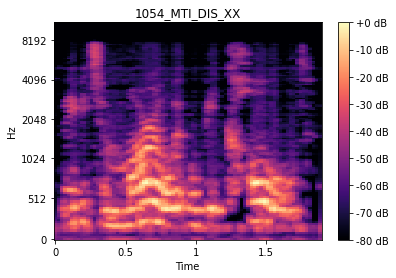 1054_MTI_DIS_XX
+0 dB
8192
-10 dB
4096
-20 dB
-30 dB
2048
Hz
-40 dB
1024
-50 dB
512
-60 dB
-70 dB
0
-80 dB
0 0.5 1 1.5
Time